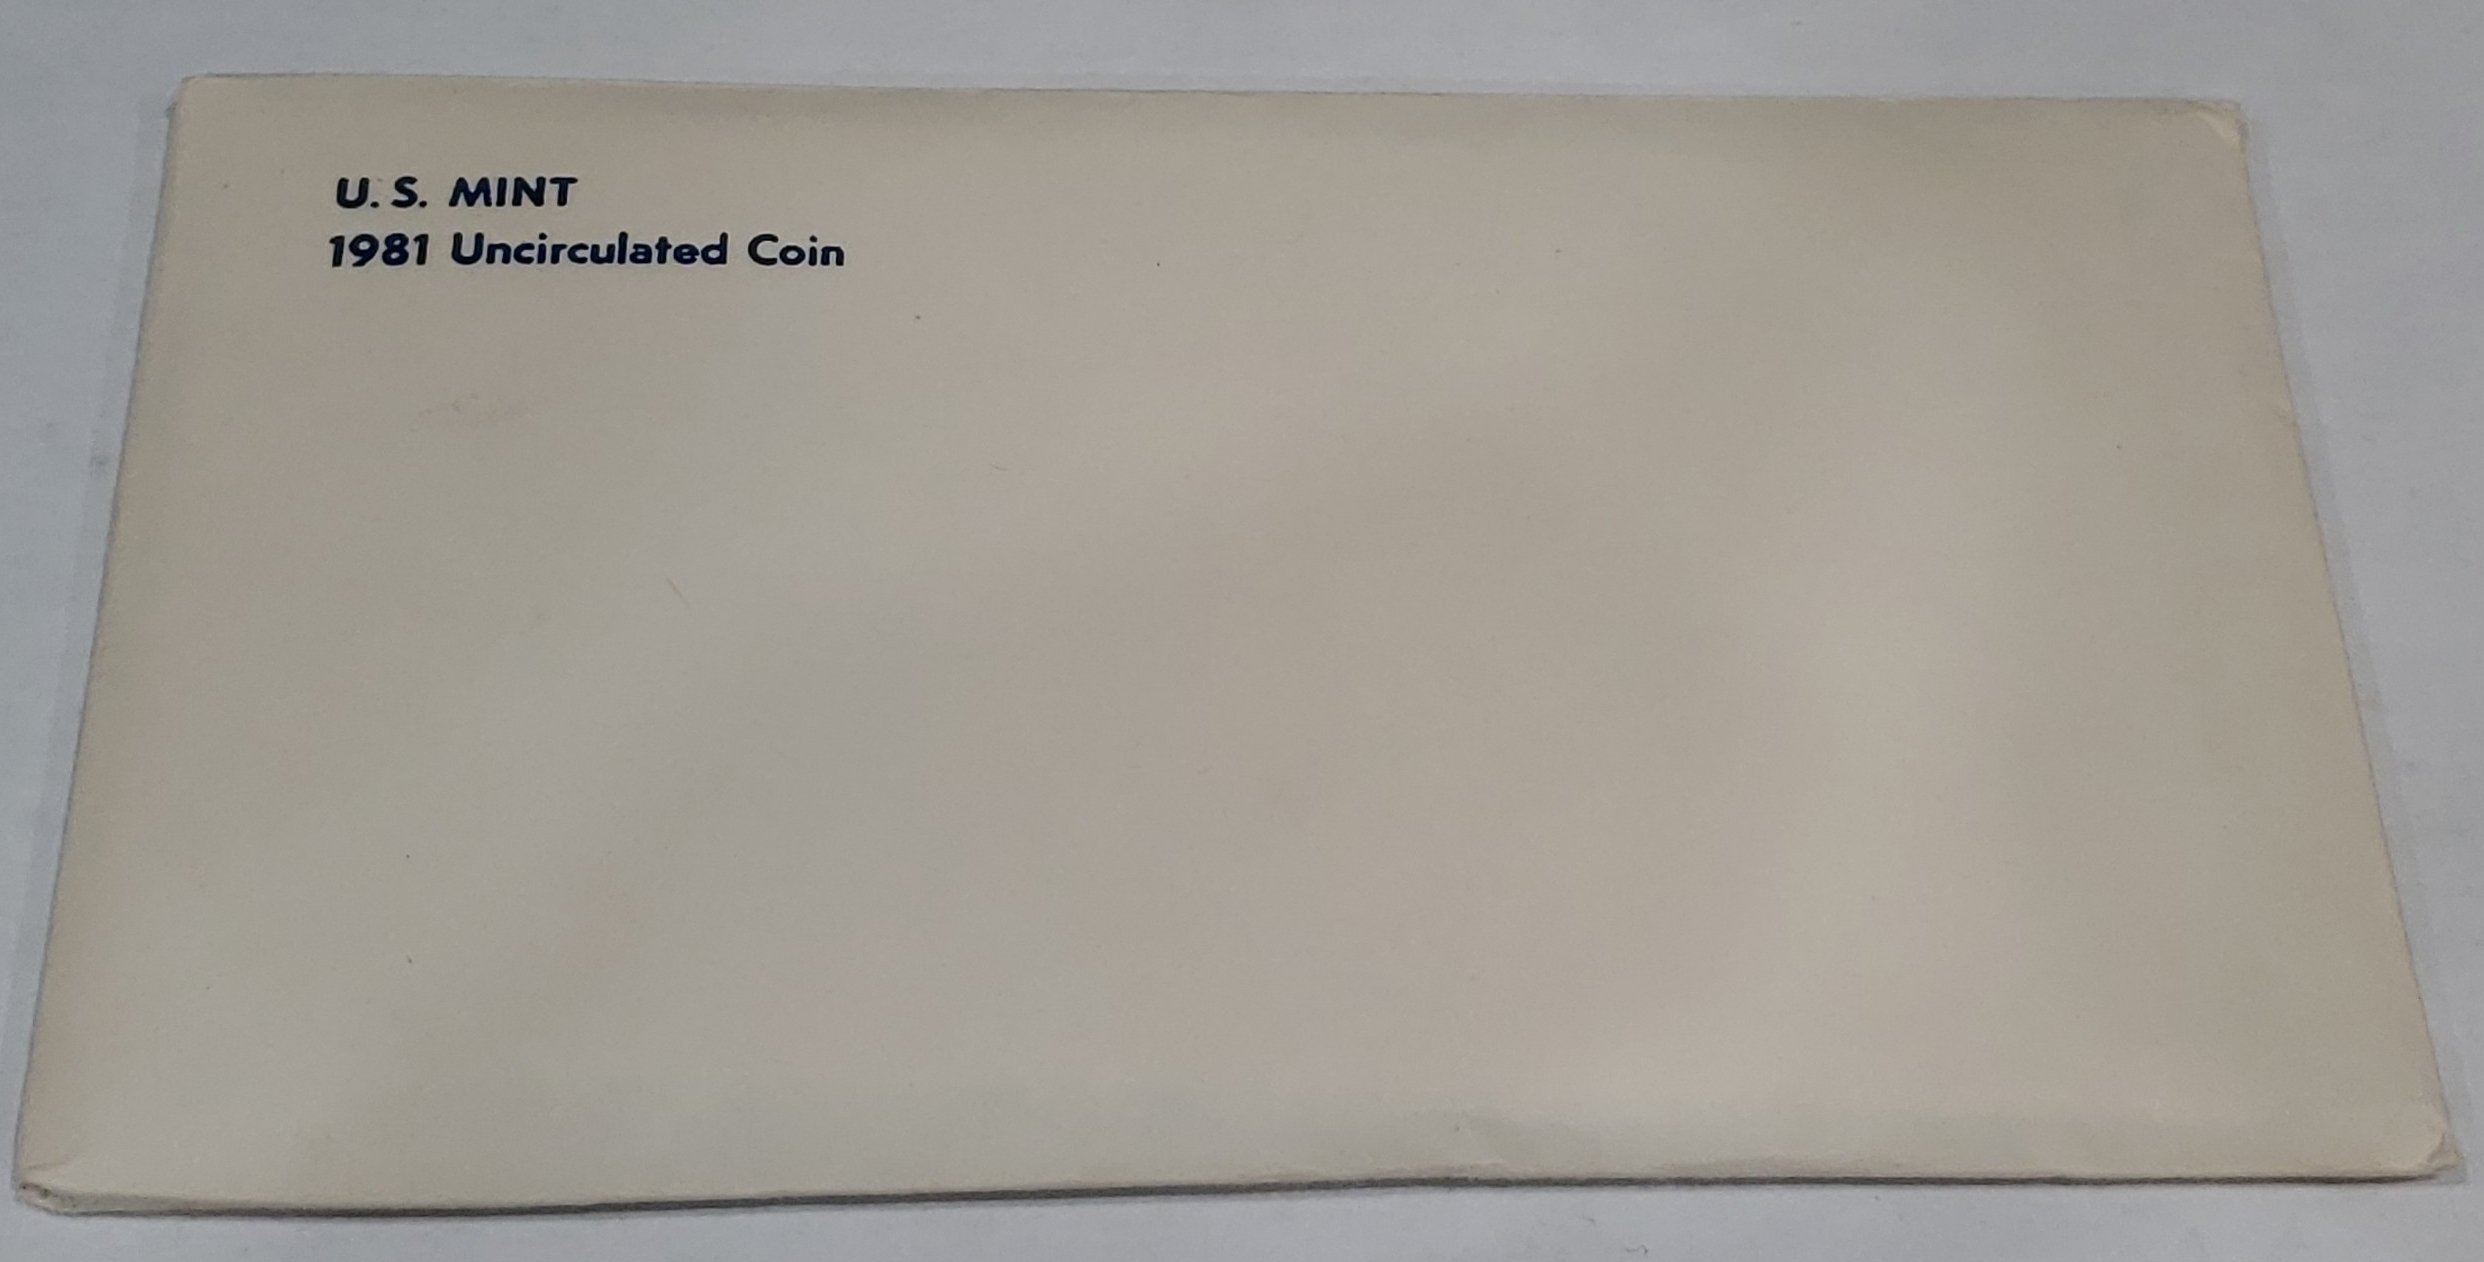 U.S. MINT
1981 Uncirculated Coin